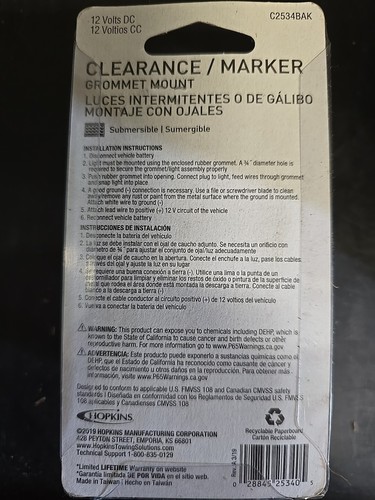 12 Volts DC
12 Voltios CC
C2534BAK
CLEARANCE / MARKER
GROMMET MOUNT
LUCES INTERMITENTES O DE GÁLIBO
MONTAJE CON OJALES
Submersible | Sumergible
INSTALLATION INSTRUCTIONS
1. Disconnect vehicle battery
2. Light must be mounted using the enclosed rubber grommet. A ¾" diameter hole is
required to secure the grommet/light assembly properly
3. Push rubber grommet into opening. Connect plug to light, feed wires through grommet
and snap light into place
4. A good ground (-) connection is necessary. Use a file or screwdriver blade to clean
away/remove any rust or paint from the metal surface where the ground is mounted.
Attach white wire to ground (-)
5. Attach lead wire to positive (+) 12 V circuit of the vehicle
6. Reconnect vehicle battery
INSTRUCCIONES DE INSTALACIÓN
1. Desconecte la batería del vehículo
2. La luz se debe instalar con el ojal de caucho adjunto. Se necesita un orificio con
diámetro de ¾" para ajustar el conjunto de ojal/luz adecuadamente
3. Coloque el ojal de caucho en la abertura. Conecte el enchufe a la luz, pase los cables
a través del ojal y ajuste la luz en su lugar
4. Se requiere una buena conexión a tierra (-). Utilice una lima o la punta de un
destornillador para limpiar y eliminar los restos de óxido o pintura de la superficie de
metal que rodea el área donde está montada la descarga a tierra. Conecte al cable
blanco a la descarga a tierra (-)
5. Conecte el cable conductor al circuito positivo (+) de 12 voltios del vehículo
6. Vuelva a conectar la batería del vehículo
WARNING: This product can expose you to chemicals including DEHP, which is
known to the State of California to cause cancer and birth defects or other
reproductive harm. For more information go to www.P65Warnings.ca.gov
ADVERTENCIA: Este producto puede exponerlo a sustancias químicas como el
DEHP, que el Estado de California ha reconocido como causante de cáncer y
defectos de nacimiento u otros daños en la reproducción. Para obtener más
información, visite www.P65Warnings.ca.gov
Designed to conform to applicable U.S. FMVSS 108 and Canadian CMVSS safety
standards | Diseñada en conformidad con los Reglamentos de Seguridad U.S. FMVSS
108 aplicables y Canadienses CMVSS 108
HOPKINS
©2019 HOPKINS MANUFACTURING CORPORATION
428 PEYTON STREET, EMPORIA, KS 66801
www.HopkinsTowingSolutions.com
Technical Support 1-800-835-0129
Recyclable Paperboard
Cartón Reciclable
*Limited LIFETIME Warranty on website
*Garantía limitada DE POR VIDA en el sitio web.
Made in Taiwan | Hecho en Taiwán
Rev. A 3/19
0 28845 25340 5